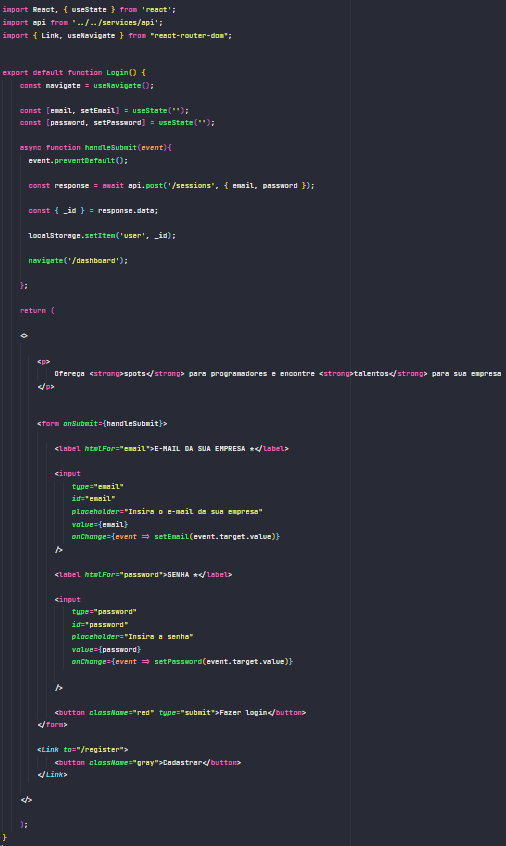 import React, { useState } from 'react';
import api from '../../services/api';
import { Link, useNavigate } from "react-router-dom";
export default function Login() {
const navigate = useNavigate();
const [email, setEmail] = useState('');
const [password, setPassword] = useState('');
async function handleSubmit(event){
event.preventDefault();
const response = await api.post('/sessions', { email, password });
const { _id } = response.data;
localStorage.setItem('user', _id);
navigate('/dashboard');
};
return (
<>
<p>
Ofereça <strong>spots</strong> para programadores e encontre <strong>talentos</strong> para sua empresa
</p>
<form onSubmit={handleSubmit}>
<label htmlFor="email">E-MAIL DA SUA EMPRESA *</label>
<input
type="email"
id="email"
placeholder="Insira o e-mail da sua empresa"
value={email}
onChange={event => setEmail(event.target.value)}
/>
<label htmlFor="password">SENHA *</label>
<input
type="password"
id="password"
placeholder="Insira a senha"
value={password}
onChange={event => setPassword(event.target.value)}
/>
<button className="red" type="submit">Fazer login</button>
</form>
<Link to="/register">
<button className="gray">Cadastrar</button>
</Link>
</>
);
}